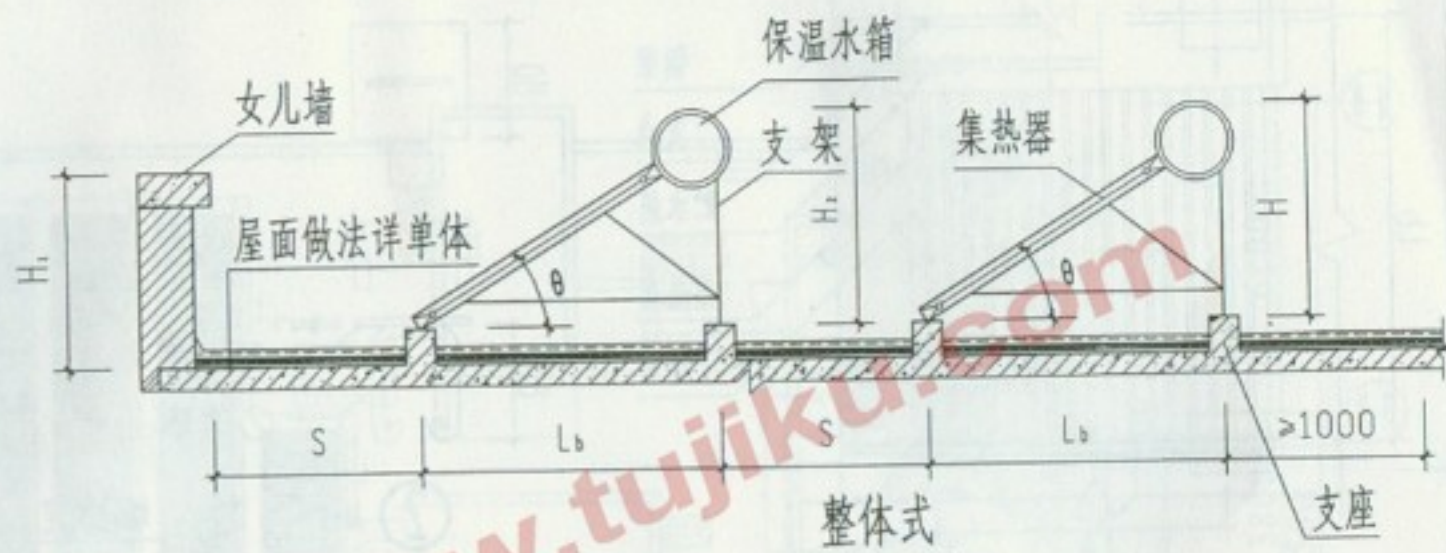 保温水箱
女儿墙
支架
集热器
屋面做法详单体
H₁
H₂
H
θ
θ
S
Lb
S
Lb
≥1000
整体式
支座
w.tujiku.com